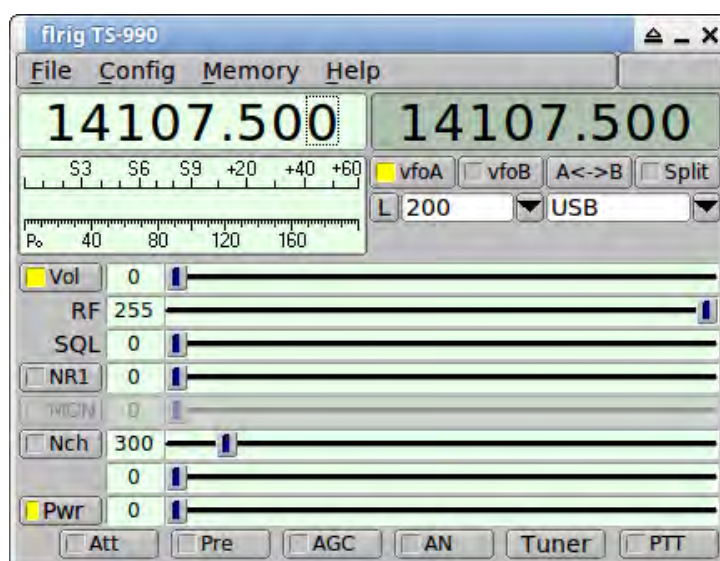 flrig TS-990
File Config Memory Help
14107.500 14107.500
S3 S6 S9 +20 +40 +60
vfoA vfoB A<->B Split
L 200 USB
Po 40 80 120 160
Vol 0
RF 255
SQL 0
NR1 0
MON 0
Nch 300
0
Pwr 0
Att Pre AGC AN Tuner PTT